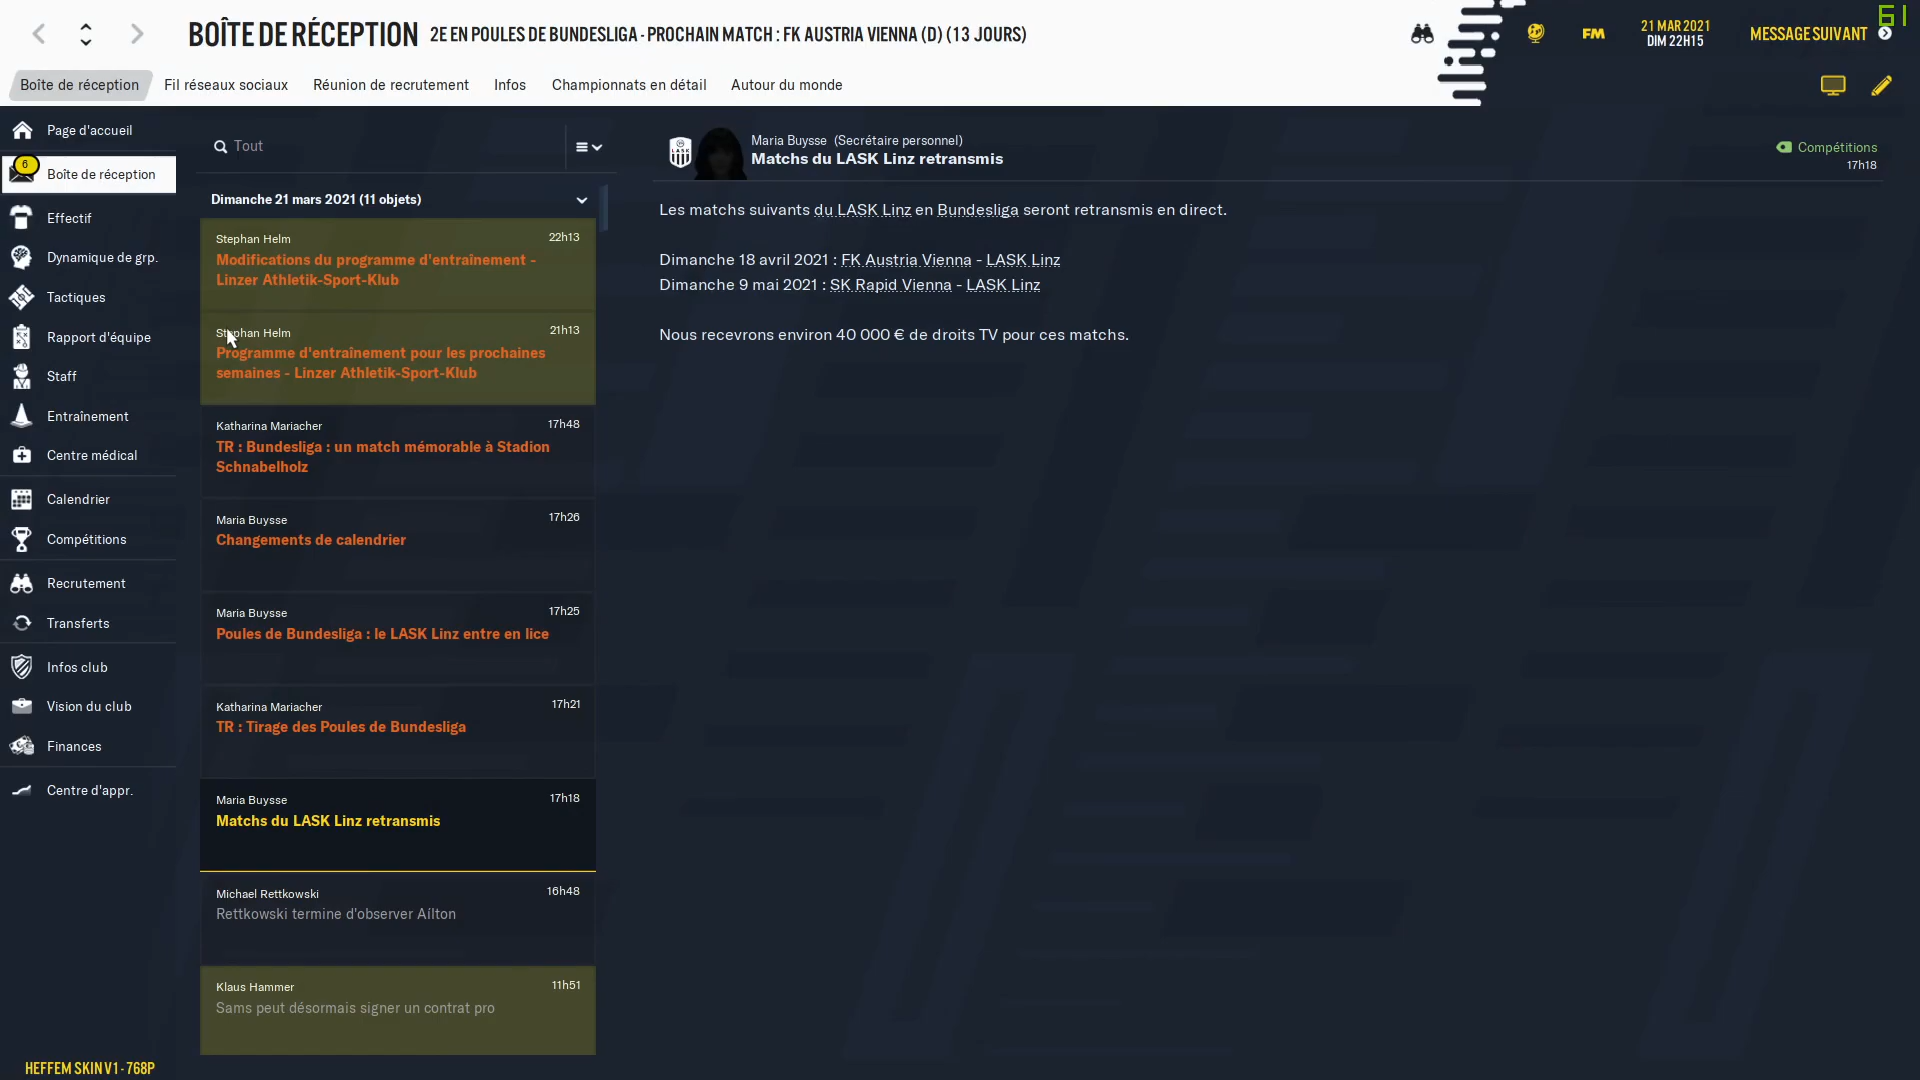 BOÎTE DE RÉCEPTION
2E EN POULES DE BUNDESLIGA - PROCHAIN MATCH : FK AUSTRIA VIENNA (D) (13 JOURS)
FM
21 MAR 2021
DIM 22H15
MESSAGE SUIVANT
61
Boîte de réception
Fil réseaux sociaux
Réunion de recrutement
Infos
Championnats en détail
Autour du monde
Page d'accueil
6
Boîte de réception
Effectif
Dynamique de grp.
Tactiques
Rapport d'équipe
Staff
Entraînement
Centre médical
Calendrier
Compétitions
Recrutement
Transferts
Infos club
Vision du club
Finances
Centre d'appr.
HEFFEM SKIN V1 - 768P
Tout
Dimanche 21 mars 2021 (11 objets)
Stephan Helm
22h13
Modifications du programme d'entraînement -
Linzer Athletik-Sport-Klub
Stephan Helm
21h13
Programme d'entraînement pour les prochaines
semaines - Linzer Athletik-Sport-Klub
Katharina Mariacher
17h48
TR : Bundesliga : un match mémorable à Stadion
Schnabelholz
Maria Buysse
17h26
Changements de calendrier
Maria Buysse
17h25
Poules de Bundesliga : le LASK Linz entre en lice
Katharina Mariacher
17h21
TR : Tirage des Poules de Bundesliga
Maria Buysse
17h18
Matchs du LASK Linz retransmis
Michael Rettkowski
16h48
Rettkowski termine d'observer Aílton
Klaus Hammer
11h51
Sams peut désormais signer un contrat pro
LASK
Maria Buysse (Secrétaire personnel)
Matchs du LASK Linz retransmis
Compétitions
17h18
Les matchs suivants du LASK Linz en Bundesliga seront retransmis en direct.
Dimanche 18 avril 2021 : FK Austria Vienna - LASK Linz
Dimanche 9 mai 2021 : SK Rapid Vienna - LASK Linz
Nous recevrons environ 40 000 € de droits TV pour ces matchs.